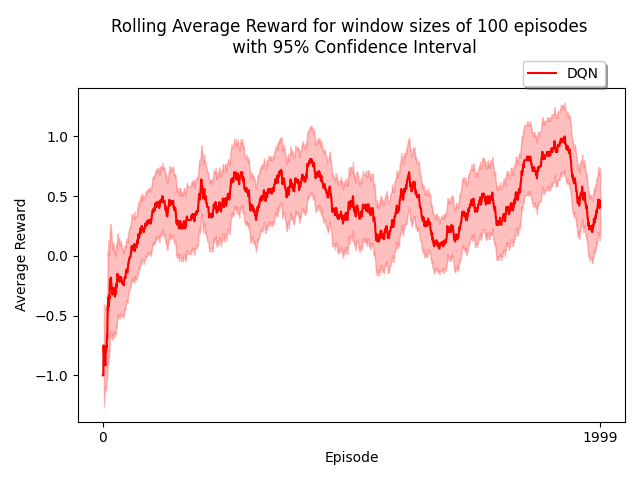 Rolling Average Reward for window sizes of 100 episodes
with 95% Confidence Interval
DQN
Average Reward
1.0
0.5
0.0
−0.5
−1.0
0
1999
Episode